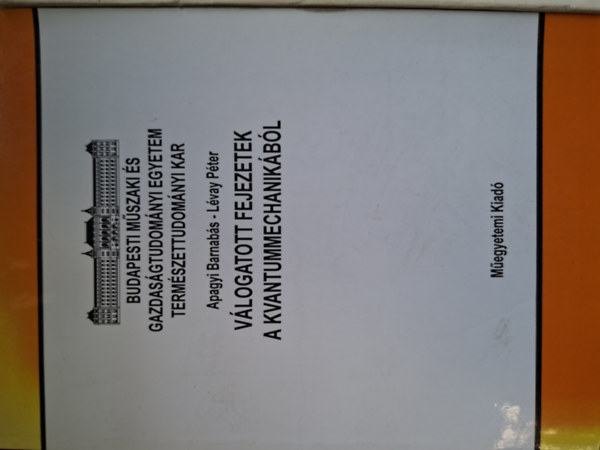 BUDAPESTI MŰSZAKI ÉS
GAZDASÁGTUDOMÁNYI EGYETEM
TERMÉSZETTUDOMÁNYI KAR
Apagyi Barnabás - Lévay Péter
VÁLOGATOTT FEJEZETEK
A KVANTUMMECHANIKÁBÓL
Műegyetemi Kiadó